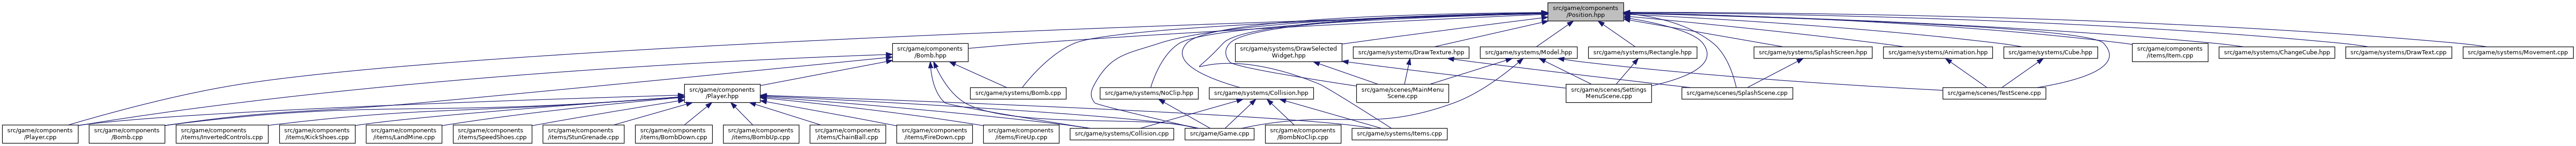 src/game/components
/Position.hpp
src/game/components
/Bomb.hpp
src/game/systems/DrawSelected
Widget.hpp
src/game/systems/DrawTexture.hpp
src/game/systems/Model.hpp
src/game/systems/Rectangle.hpp
src/game/systems/SplashScreen.hpp
src/game/systems/Animation.hpp
src/game/systems/Cube.hpp
src/game/components
/items/Item.cpp
src/game/systems/ChangeCube.hpp
src/game/systems/DrawText.cpp
src/game/systems/Movement.cpp
src/game/components
/Player.hpp
src/game/systems/Bomb.cpp
src/game/systems/NoClip.hpp
src/game/systems/Collision.hpp
src/game/scenes/MainMenu
Scene.cpp
src/game/scenes/Settings
MenuScene.cpp
src/game/scenes/SplashScene.cpp
src/game/scenes/TestScene.cpp
src/game/components
/Player.cpp
src/game/components
/Bomb.cpp
src/game/components
/items/InvertedControls.cpp
src/game/components
/items/KickShoes.cpp
src/game/components
/items/LandMine.cpp
src/game/components
/items/SpeedShoes.cpp
src/game/components
/items/StunGrenade.cpp
src/game/components
/items/BombDown.cpp
src/game/components
/items/BombUp.cpp
src/game/components
/items/ChainBall.cpp
src/game/components
/items/FireDown.cpp
src/game/components
/items/FireUp.cpp
src/game/systems/Collision.cpp
src/game/Game.cpp
src/game/components
/BombNoClip.cpp
src/game/systems/Items.cpp